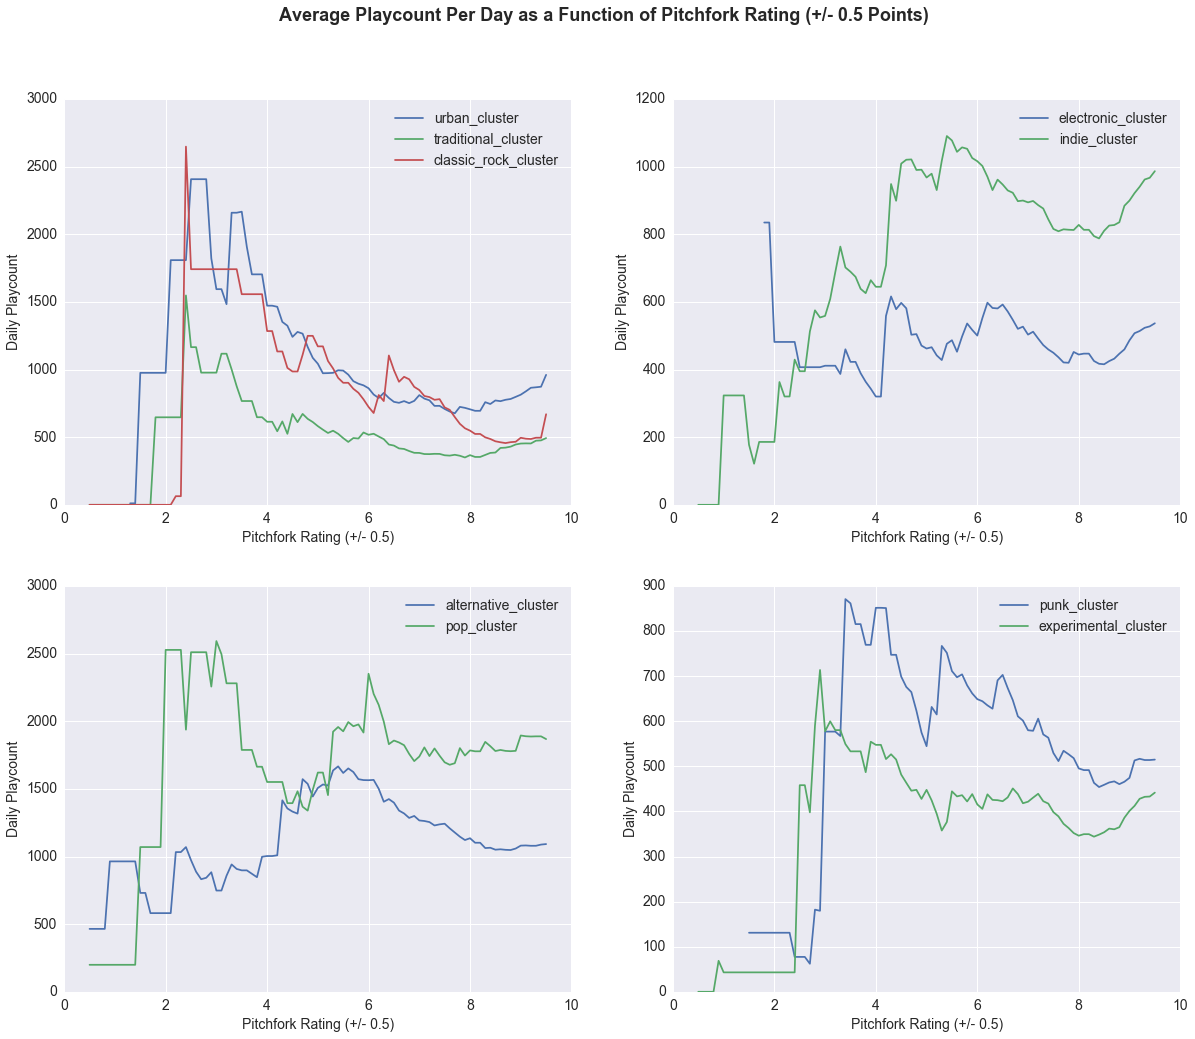 Average Playcount Per Day as a Function of Pitchfork Rating (+/- 0.5 Points)
3000
2500
2000
1500
1000
500
0
Daily Playcount
urban_cluster
traditional_cluster
classic_rock_cluster
0 2 4 6 8 10
Pitchfork Rating (+/- 0.5)
1200
1000
800
600
400
200
0
Daily Playcount
electronic_cluster
indie_cluster
0 2 4 6 8 10
Pitchfork Rating (+/- 0.5)
3000
2500
2000
1500
1000
500
0
Daily Playcount
alternative_cluster
pop_cluster
0 2 4 6 8 10
Pitchfork Rating (+/- 0.5)
900
800
700
600
500
400
300
200
100
0
Daily Playcount
punk_cluster
experimental_cluster
0 2 4 6 8 10
Pitchfork Rating (+/- 0.5)